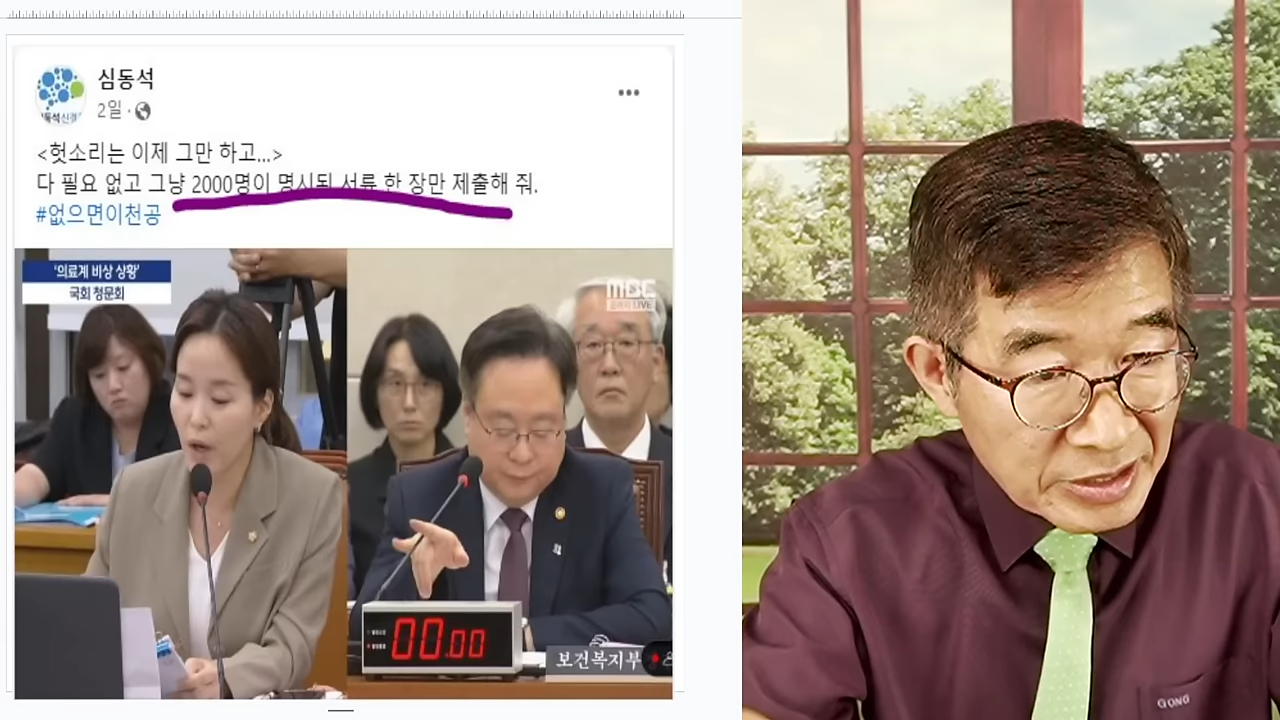 심동석
2일
<헛소리는 이제 그만 하고...>
다 필요 없고 그냥 2000명이 명시된 서류 한 장만 제출해 줘.
#없으면이천공
'의료계 비상 상황'
국회 청문회
MBC
LIVE
00.00
보건복지부
GONG